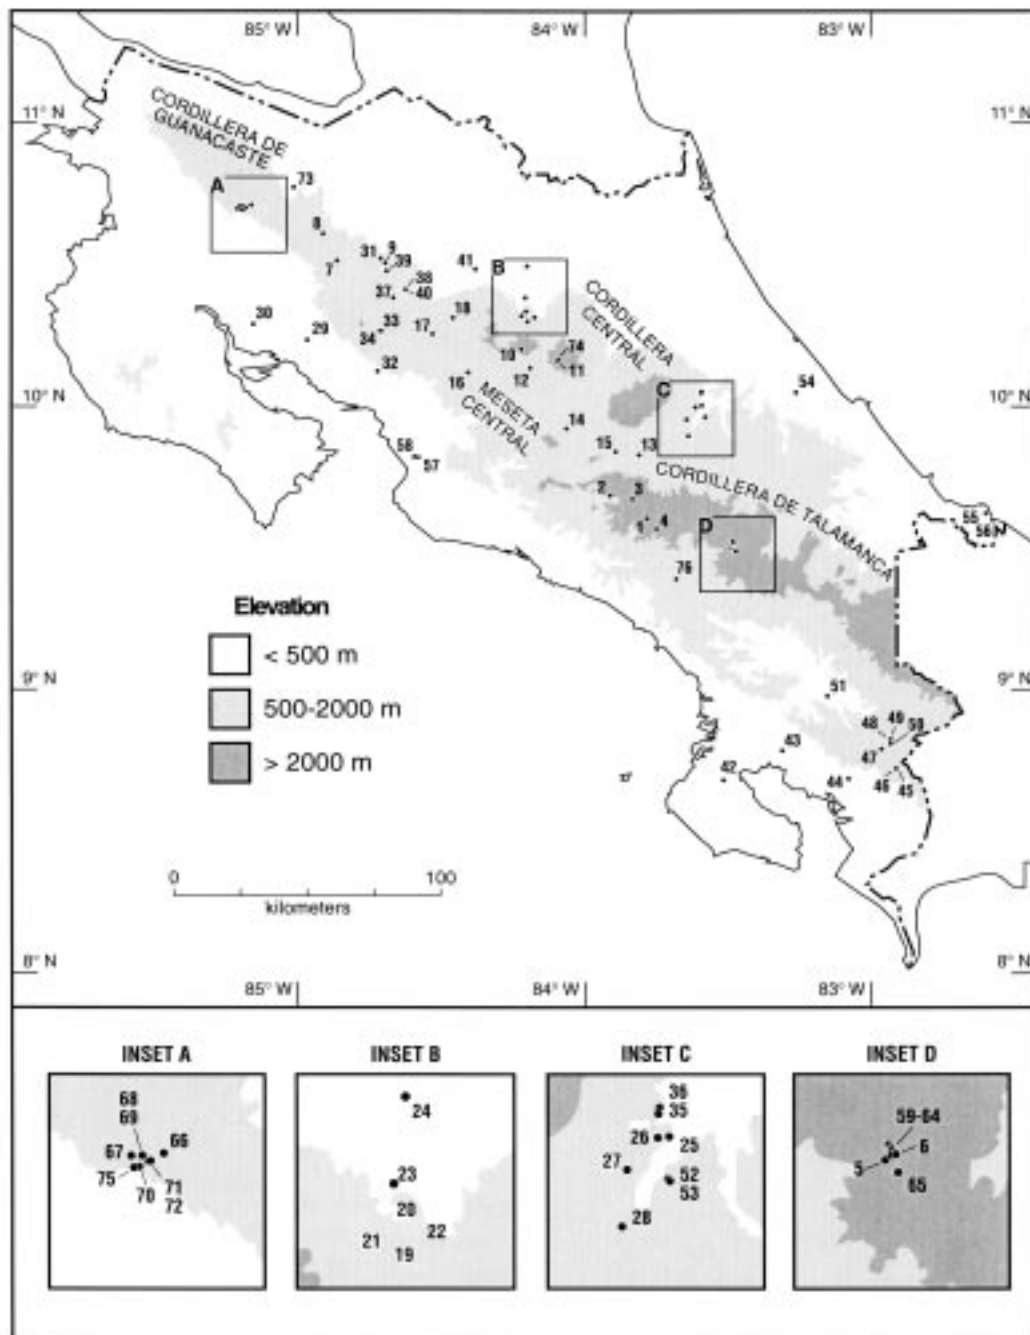 85° W 84° W 83° W
11° N 11° N
CORDILLERA DE
GUANACASTE
A 73
8
31 9
39
7 41 B
38
37 40
30 18 CORDILLERA
CENTRAL
29 33 17
34 74
10
32 12 11
16
10° N C 54 10° N
MESETA
CENTRAL
14
58 15 13
57 CORDILLERA DE TALAMANCA
2 3
1 4 D 55
56
76
Elevation
< 500 m
9° N 51 9° N
500-2000 m
48 49 50
43 47
> 2000 m
42 44 46 45
0 100
kilometers
8° N 8° N
85° W 84° W 83° W
INSET A INSET B INSET C INSET D
68
69
67 66
75 70 71
72
24
23
20
21 19 22
36
35
26 25
27
52
53
28
59-64
5 6
65